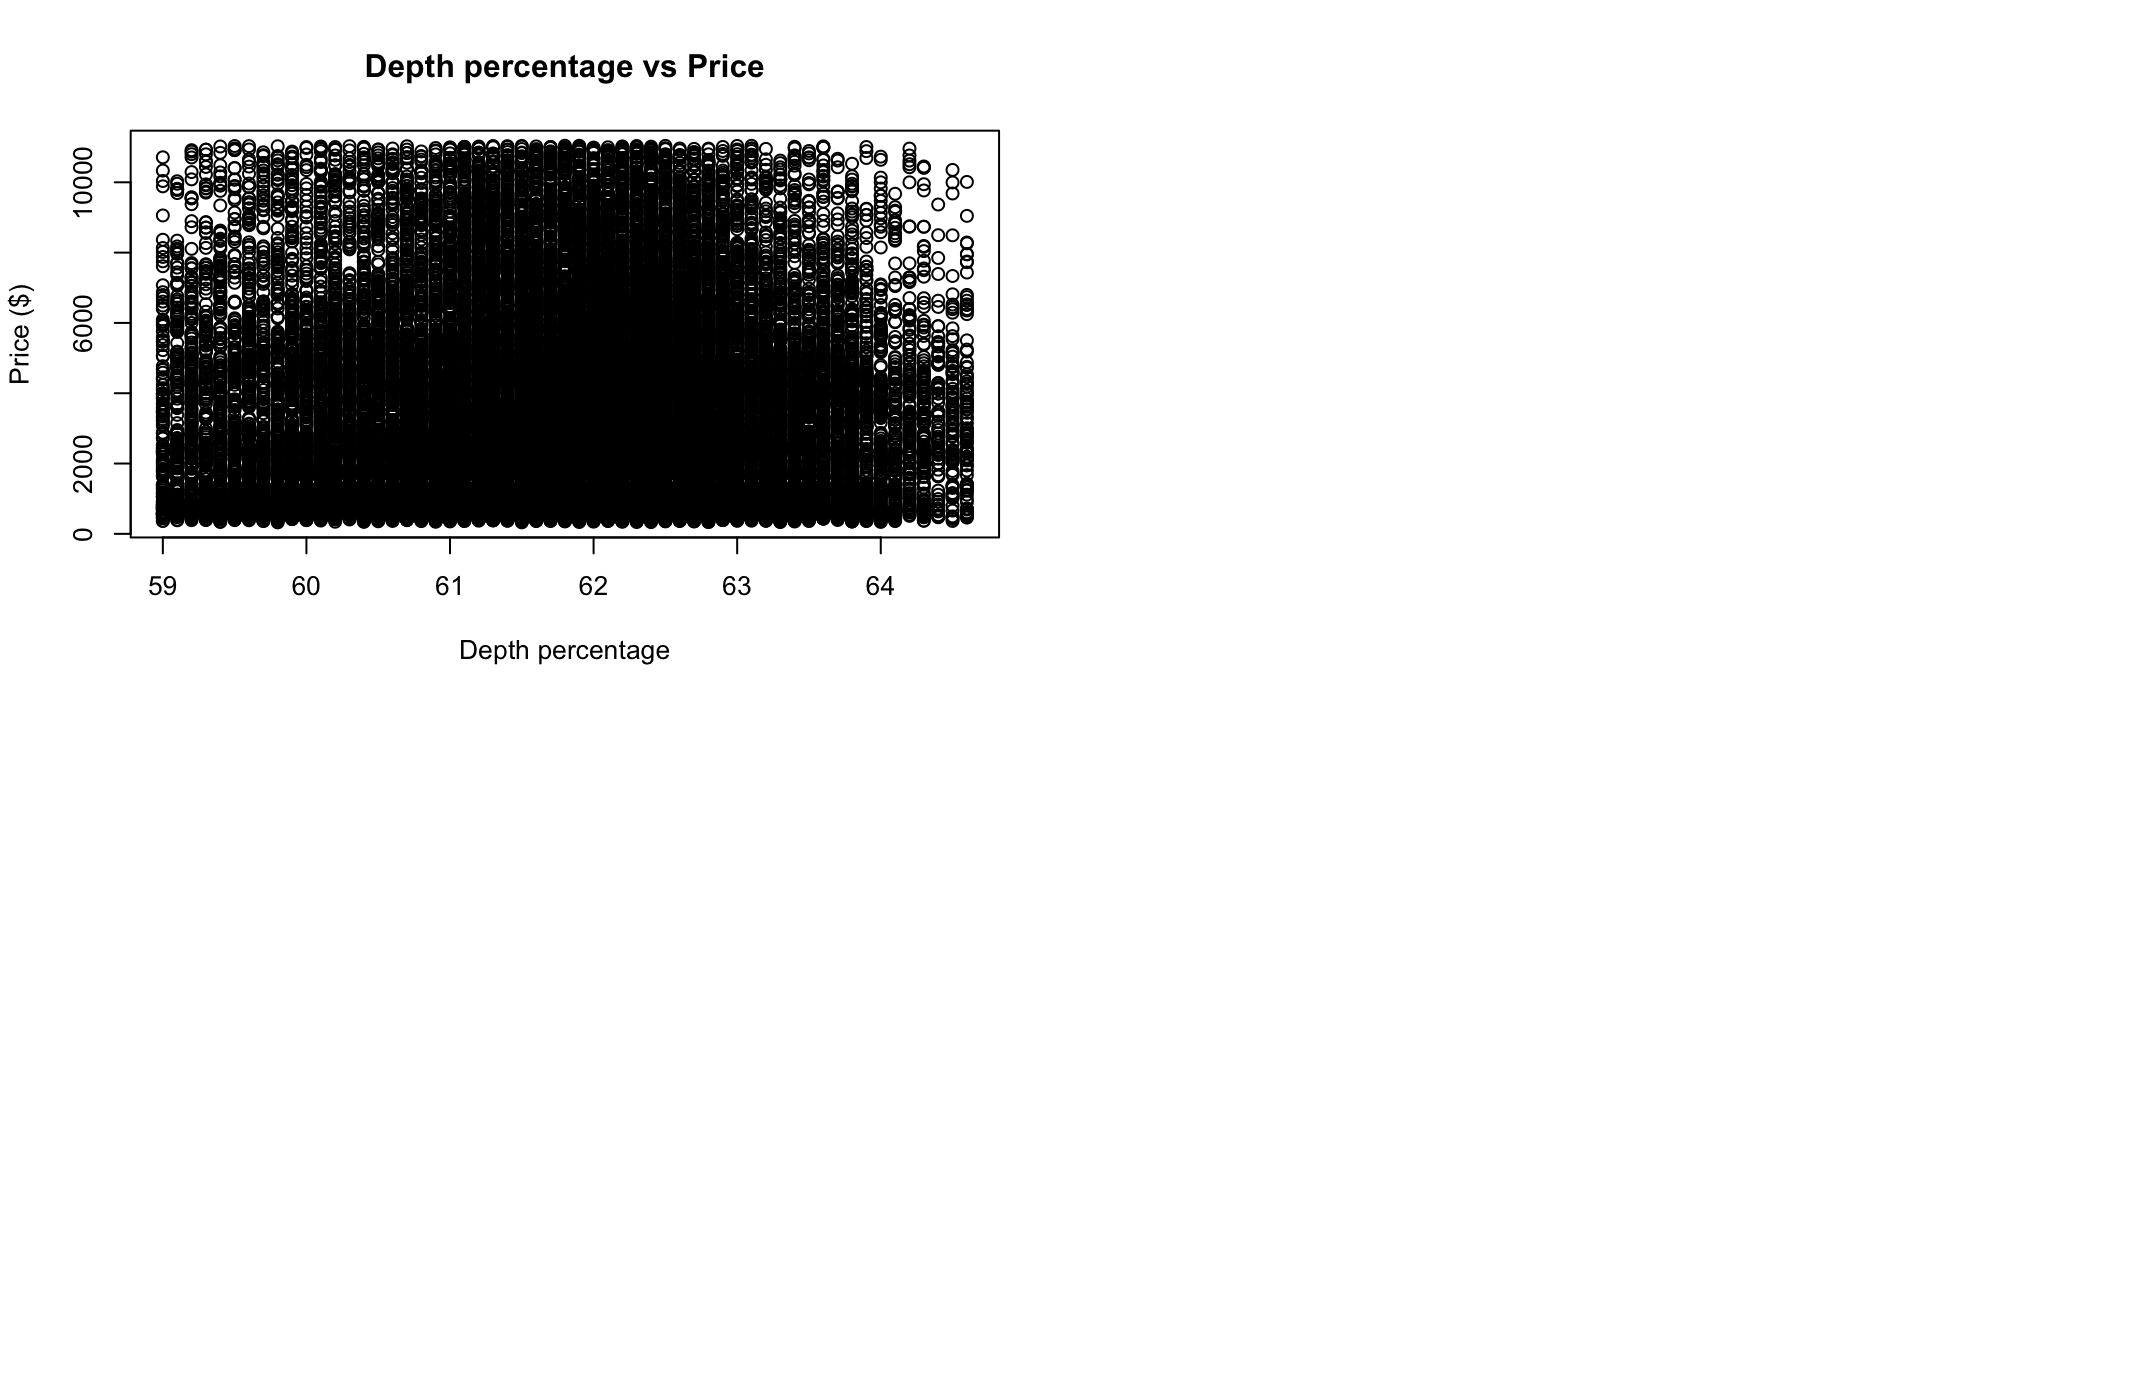 Depth percentage vs Price
Price ($)
10000
6000
2000
0
59 60 61 62 63 64
Depth percentage